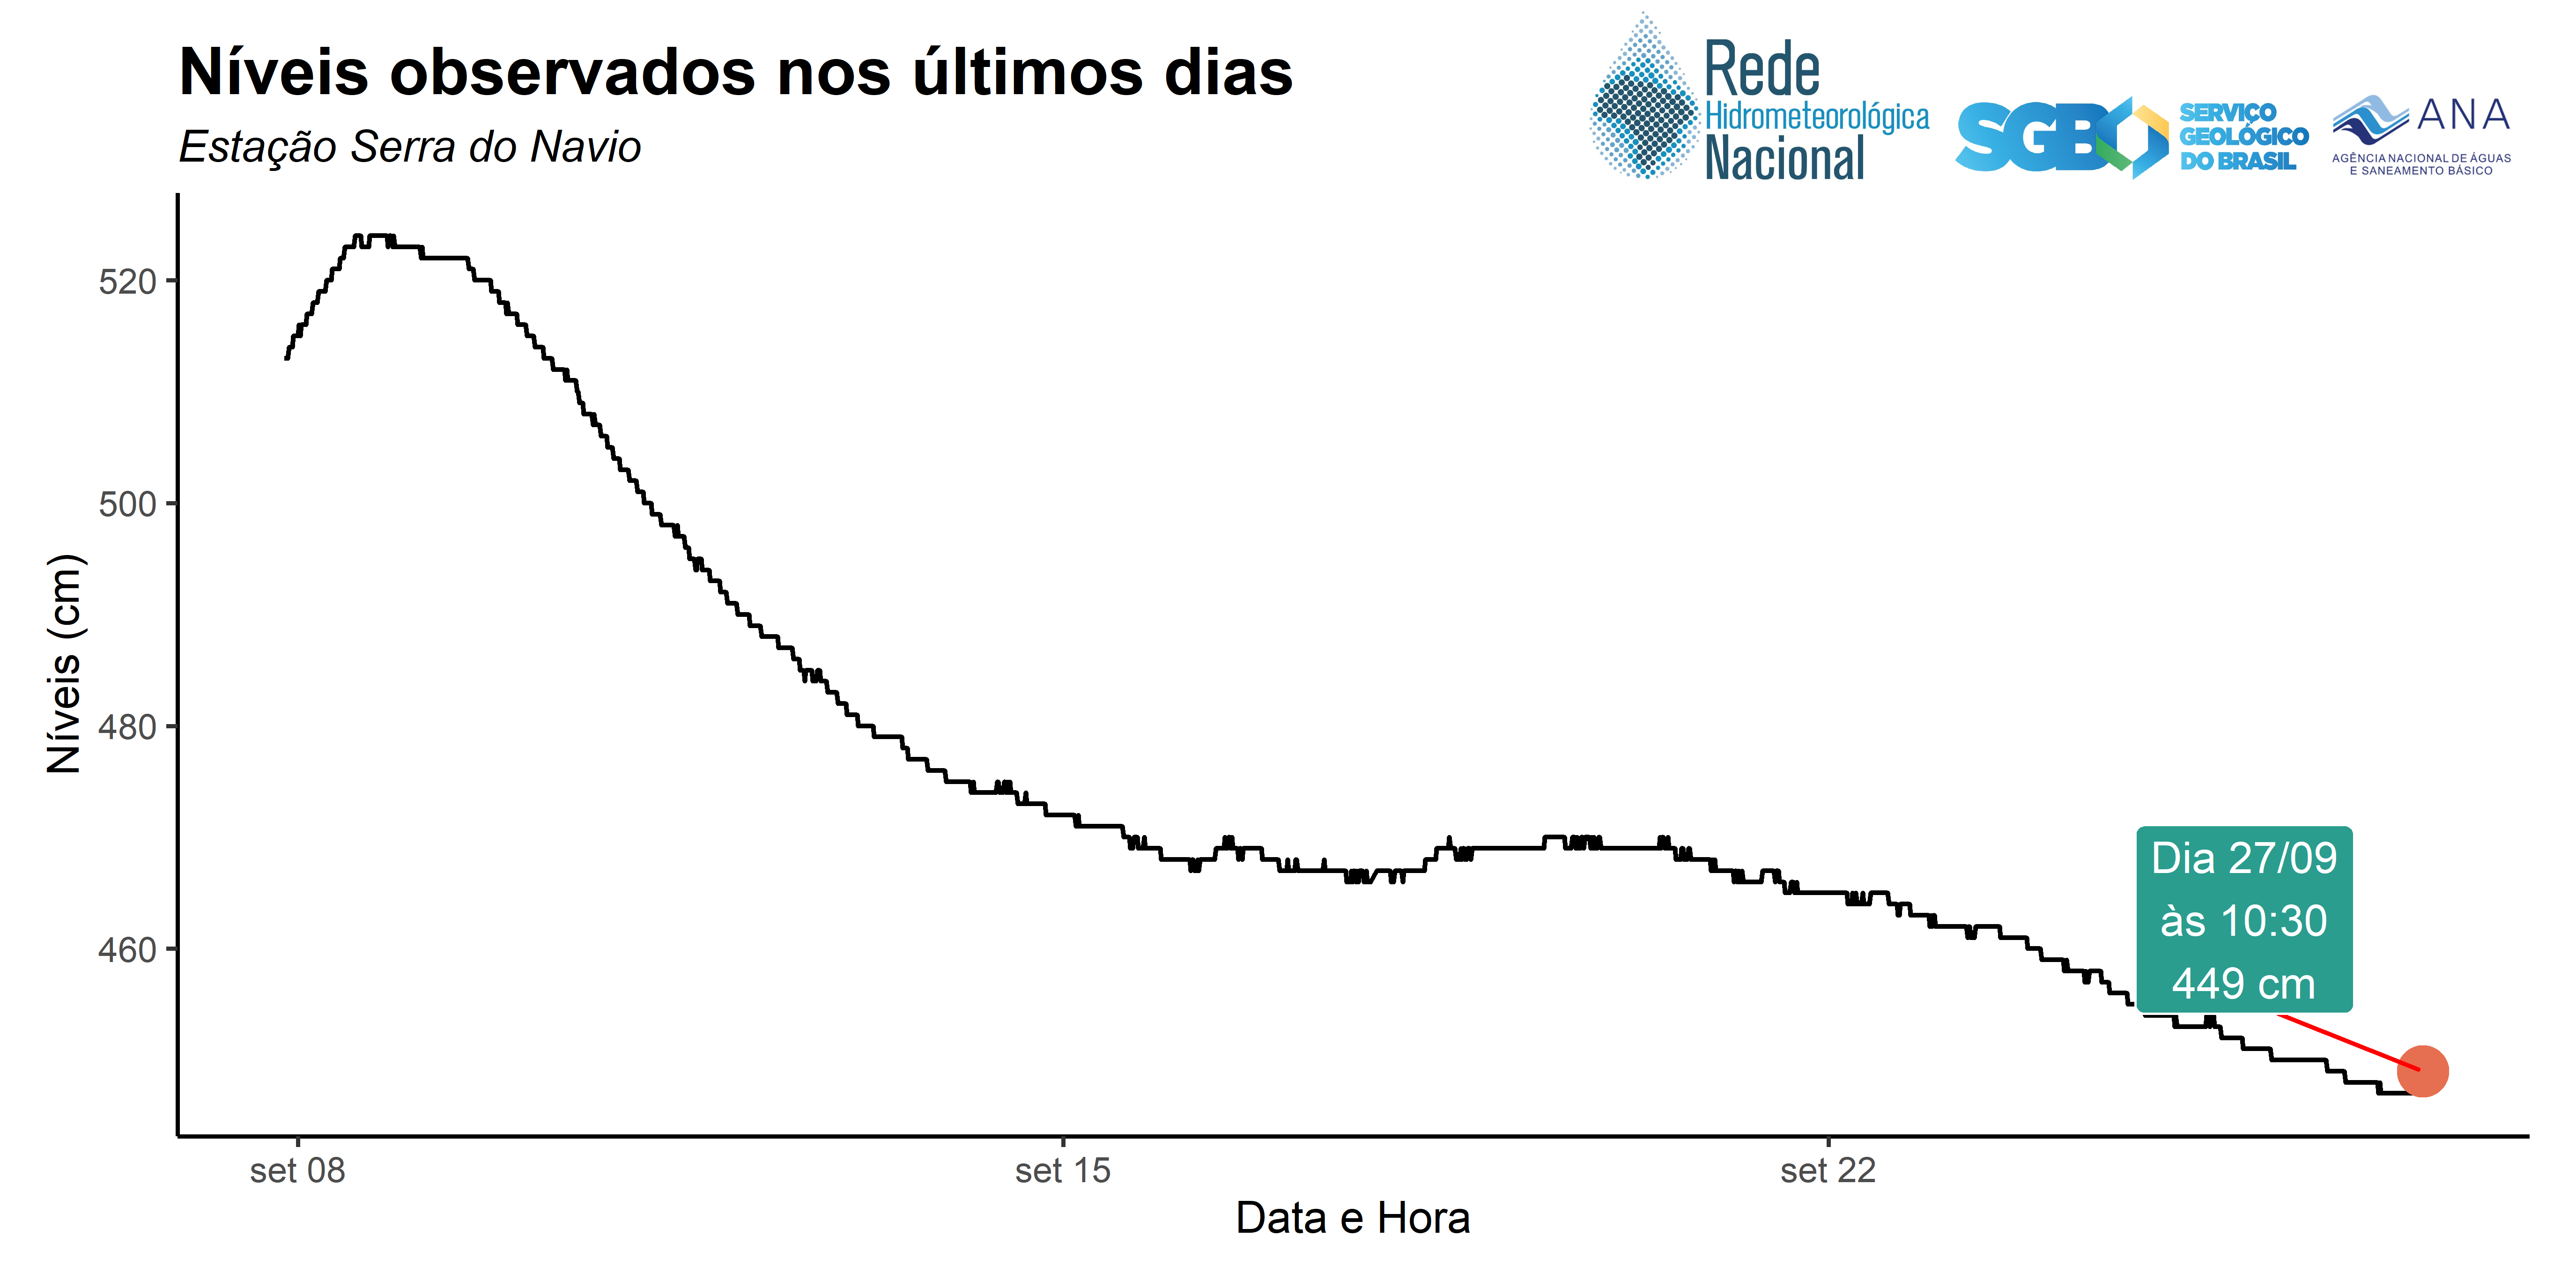 Níveis observados nos últimos dias
Estação Serra do Navio
Rede
Hidrometeorológica
Nacional
SGB
SERVIÇO
GEOLÓGICO
DO BRASIL
ANA
AGÊNCIA NACIONAL DE ÁGUAS
E SANEAMENTO BÁSICO
Níveis (cm)
520
500
480
460
Dia 27/09
às 10:30
449 cm
set 08
set 15
set 22
Data e Hora